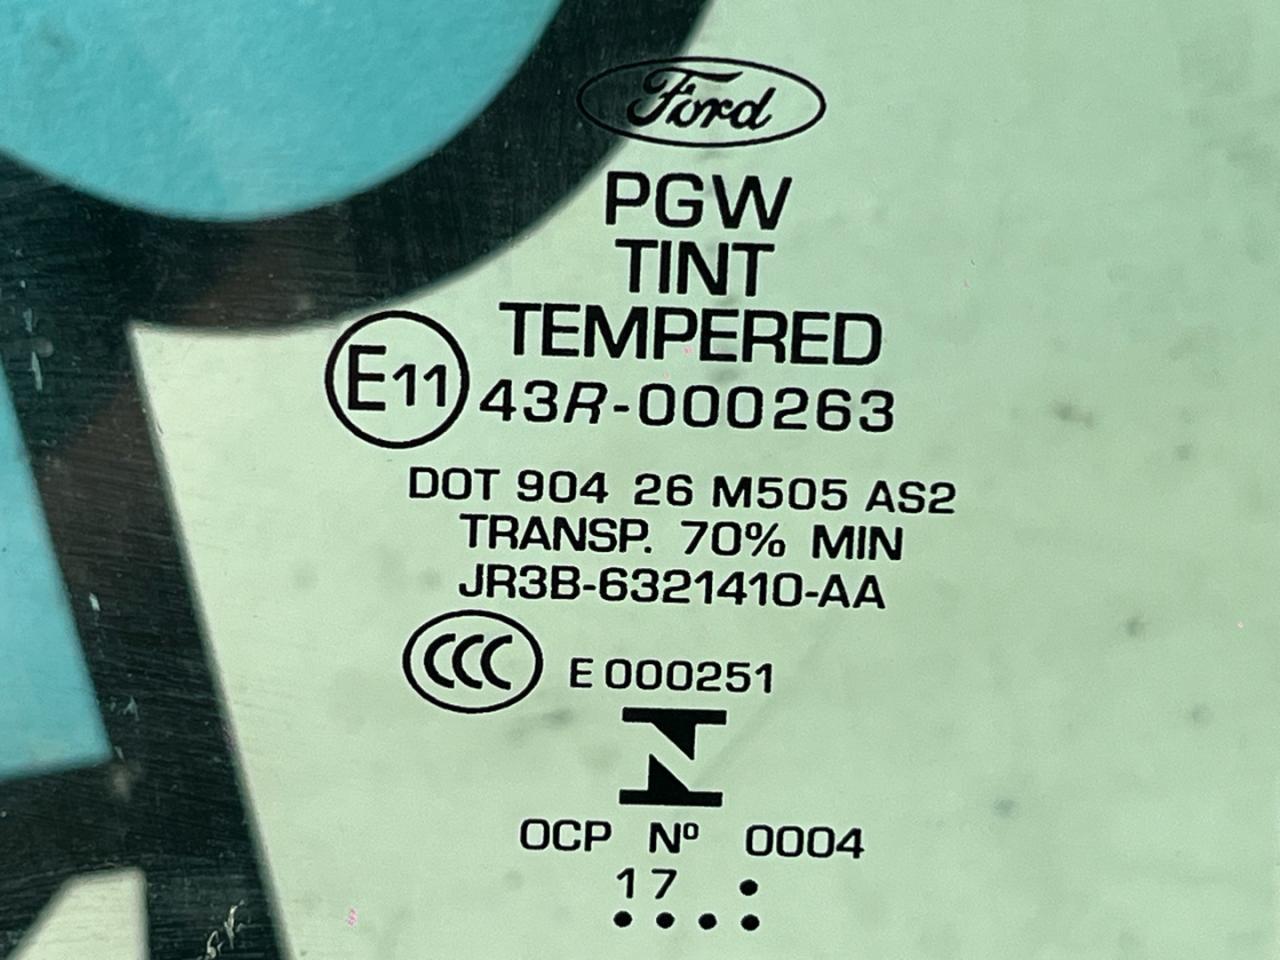 Ford
PGW
TINT
TEMPERED
E11 43R-000263
DOT 904 26 M505 AS2
TRANSP. 70% MIN
JR3B-6321410-AA
CCC E 000251
N
OCP Nº 0004
17 .
. . . .